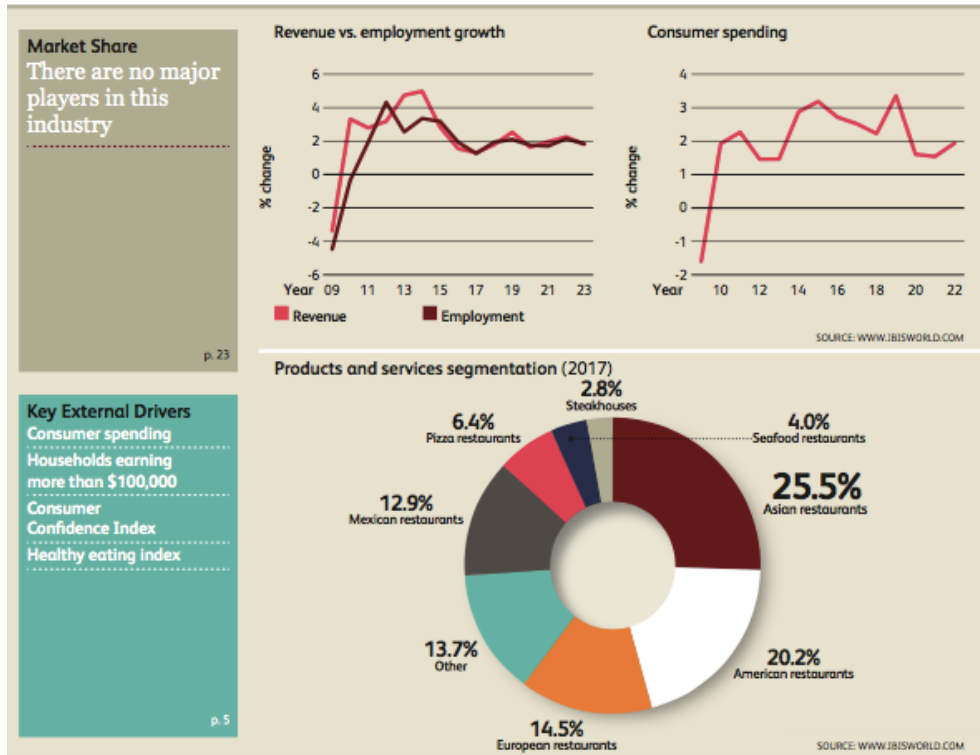 Market Share
There are no major
players in this
industry
p. 23
Key External Drivers
Consumer spending
Households earning
more than $100,000
Consumer
Confidence Index
Healthy eating index
p. 5
Revenue vs. employment growth
% change
6
4
2
0
-2
-4
-6
Year 09 11 13 15 17 19 21 23
Revenue
Employment
Consumer spending
% change
4
3
2
1
0
-1
-2
Year 10 12 14 16 18 20 22
SOURCE: WWW.IBISWORLD.COM
Products and services segmentation (2017)
2.8%
Steakhouses
4.0%
Seafood restaurants
25.5%
Asian restaurants
20.2%
American restaurants
14.5%
European restaurants
13.7%
Other
12.9%
Mexican restaurants
6.4%
Pizza restaurants
SOURCE: WWW.IBISWORLD.COM